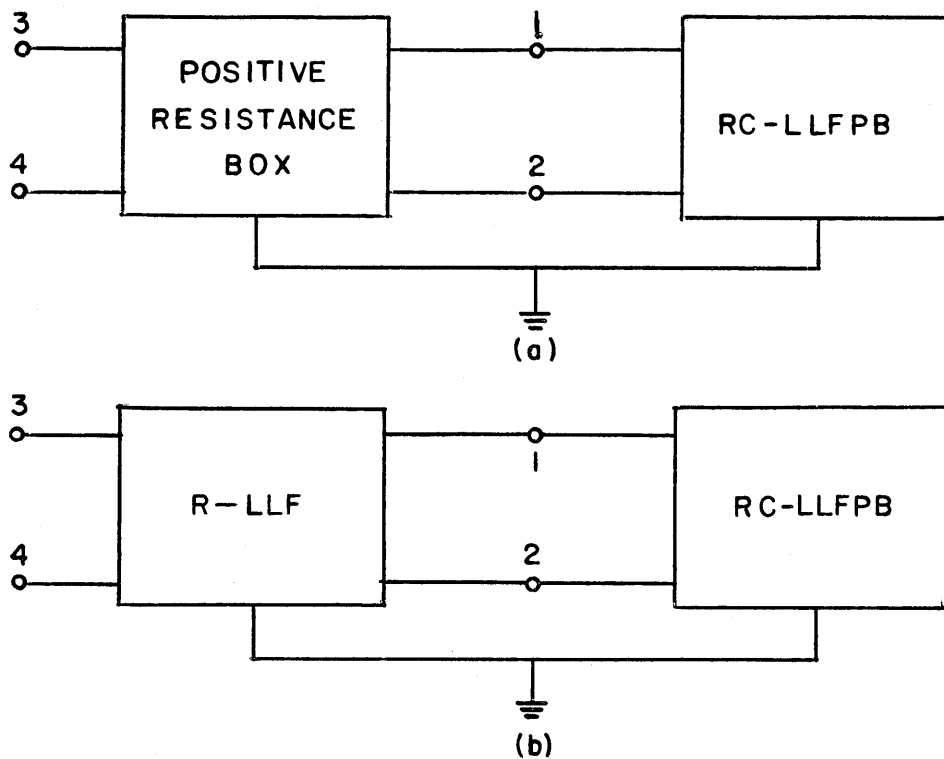 3
1
POSITIVE
RESISTANCE
BOX
RC-LLFPB
4
2
(a)
3
1
R-LLF
RC-LLFPB
4
2
(b)